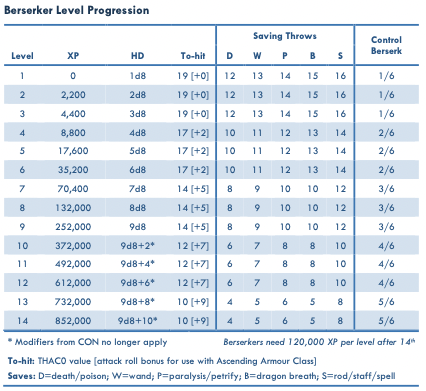 Berserker Level Progression
Saving Throws
Level XP HD To-hit D W P B S Control Berserk
1 0 1d8 19 [+0] 12 13 14 15 16 1/6
2 2,200 2d8 19 [+0] 12 13 14 15 16 1/6
3 4,400 3d8 19 [+0] 12 13 14 15 16 1/6
4 8,800 4d8 17 [+2] 10 11 12 13 14 2/6
5 17,600 5d8 17 [+2] 10 11 12 13 14 2/6
6 35,200 6d8 17 [+2] 10 11 12 13 14 2/6
7 70,400 7d8 14 [+5] 8 9 10 10 12 3/6
8 132,000 8d8 14 [+5] 8 9 10 10 12 3/6
9 252,000 9d8 14 [+5] 8 9 10 10 12 3/6
10 372,000 9d8+2* 12 [+7] 6 7 8 8 10 4/6
11 492,000 9d8+4* 12 [+7] 6 7 8 8 10 4/6
12 612,000 9d8+6* 12 [+7] 6 7 8 8 10 4/6
13 732,000 9d8+8* 10 [+9] 4 5 6 5 8 5/6
14 852,000 9d8+10* 10 [+9] 4 5 6 5 8 5/6
* Modifiers from CON no longer apply Berserkers need 120,000 XP per level after 14th
To-hit: THAC0 value [attack roll bonus for use with Ascending Armour Class]
Saves: D=death/poison; W=wand; P=paralysis/petrify; B=dragon breath; S=rod/staff/spell